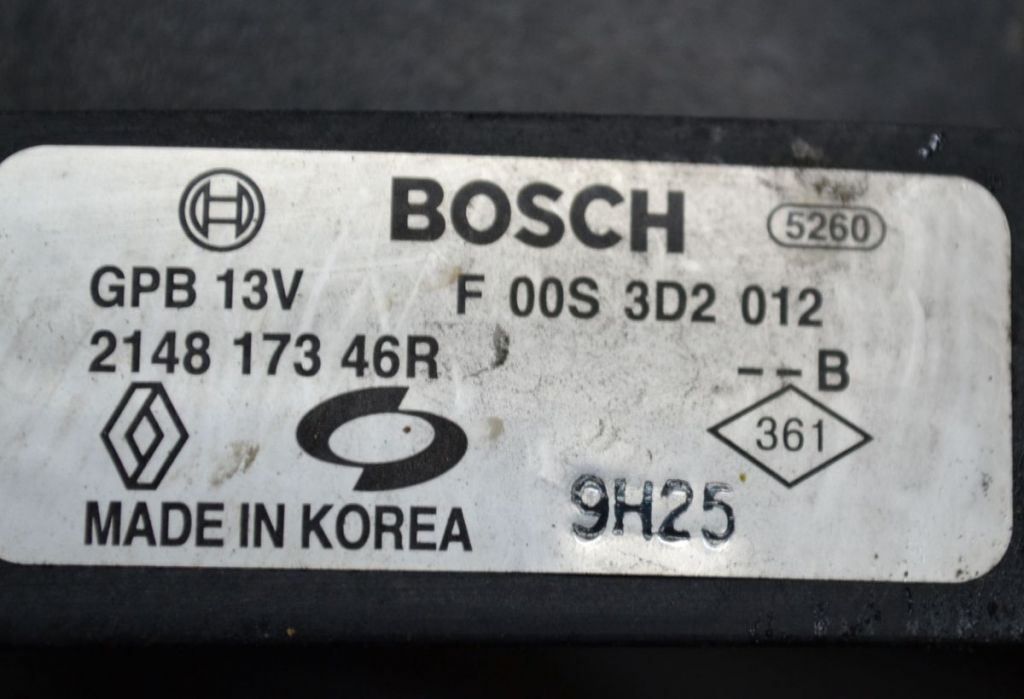 BOSCH
5260
GPB 13V
F 00S 3D2 012
2148 173 46R
--B
361
MADE IN KOREA
9H25